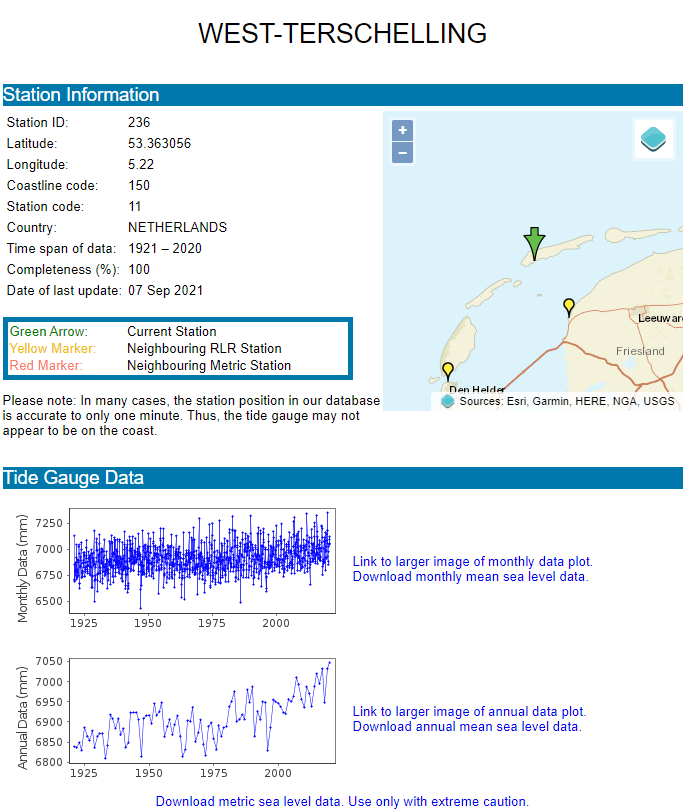 WEST-TERSCHELLING
Station Information
Station ID: 236
Latitude: 53.363056
Longitude: 5.22
Coastline code: 150
Station code: 11
Country: NETHERLANDS
Time span of data: 1921 – 2020
Completeness (%): 100
Date of last update: 07 Sep 2021
+
−
Leeuwar
Friesland
Den Helder
Sources: Esri, Garmin, HERE, NGA, USGS
Green Arrow: Current Station
Yellow Marker: Neighbouring RLR Station
Red Marker: Neighbouring Metric Station
Please note: In many cases, the station position in our database
is accurate to only one minute. Thus, the tide gauge may not
appear to be on the coast.
Tide Gauge Data
Monthly Data (mm)
7250
7000
6750
6500
1925 1950 1975 2000
Link to larger image of monthly data plot.
Download monthly mean sea level data.
Annual Data (mm)
7050
7000
6950
6900
6850
6800
1925 1950 1975 2000
Link to larger image of annual data plot.
Download annual mean sea level data.
Download metric sea level data. Use only with extreme caution.